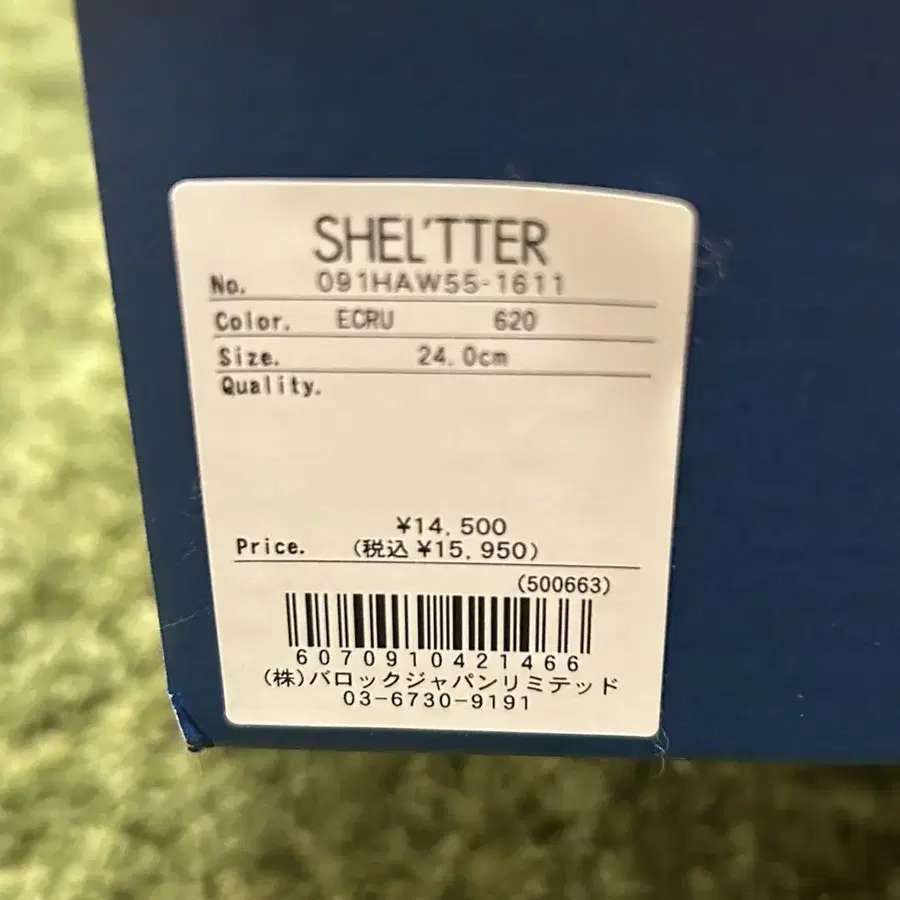 SHEL'TTER
No. 091HAW55-1611
Color. ECRU 620
Size. 24.0cm
Quality.
¥14,500
Price. (税込 ¥15,950)
(500663)
6070910421466
(株)バロックジャパンリミテッド
03-6730-9191